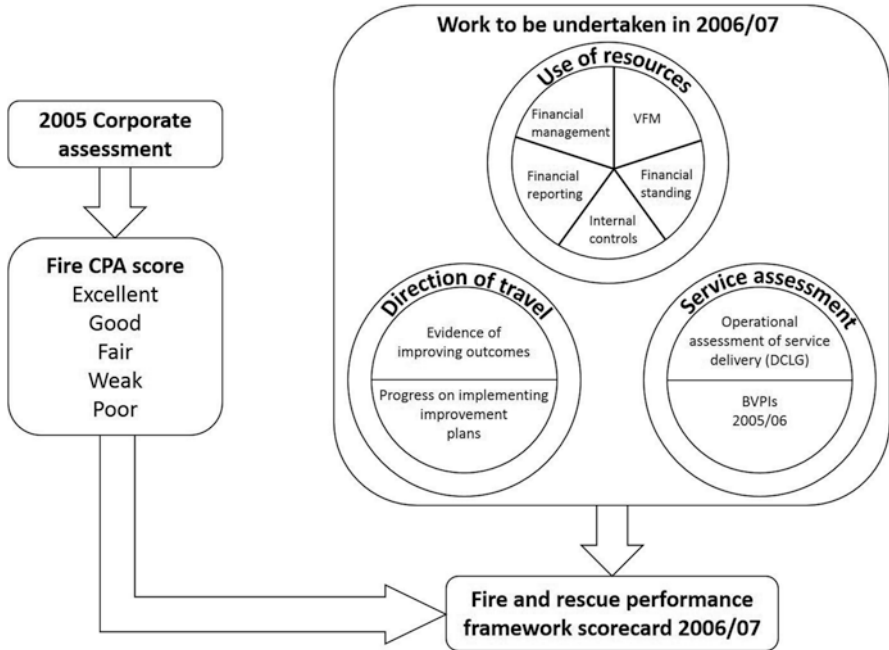 Work to be undertaken in 2006/07
Use of resources
Financial
management
VFM
Financial
reporting
Financial
standing
Internal
controls
2005 Corporate
assessment
Fire CPA score
Excellent
Good
Fair
Weak
Poor
Direction of travel
Evidence of
improving outcomes
Progress on implementing
improvement
plans
Service assessment
Operational
assessment of service
delivery (DCLG)
BVPIs
2005/06
Fire and rescue performance
framework scorecard 2006/07